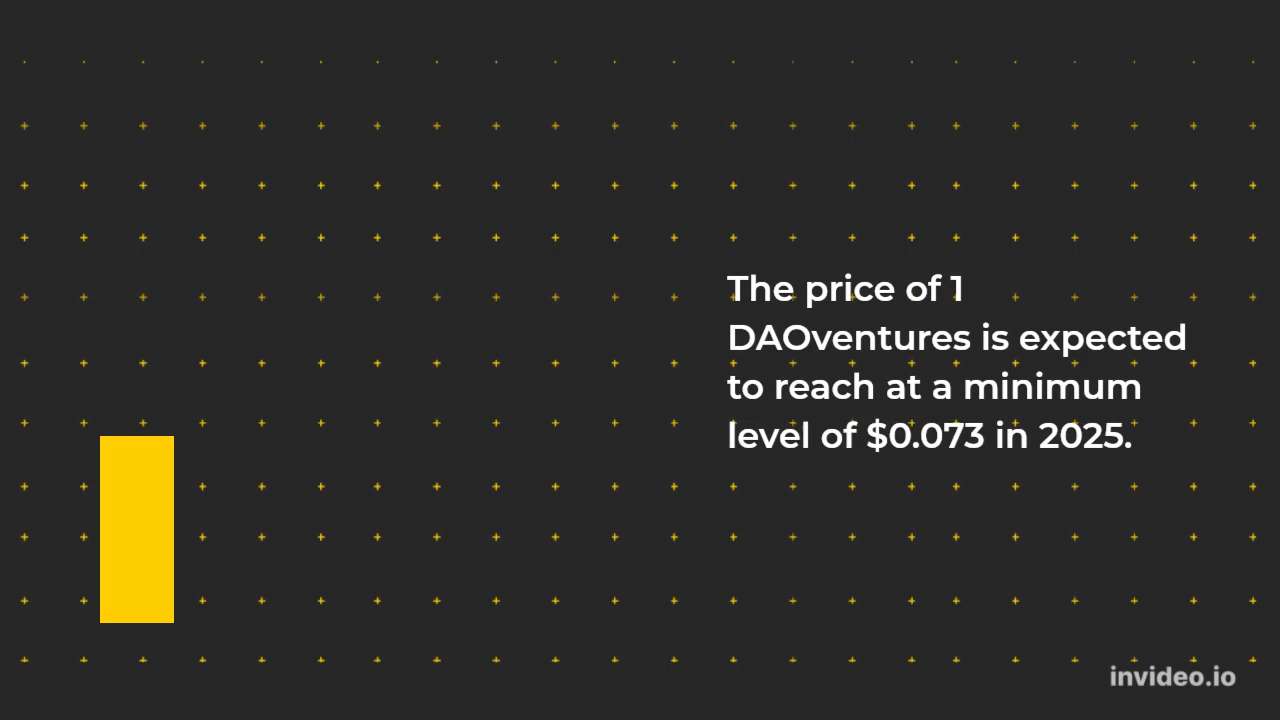 The price of 1
DAOventures is expected
to reach at a minimum
level of $0.073 in 2025.
invideo.io